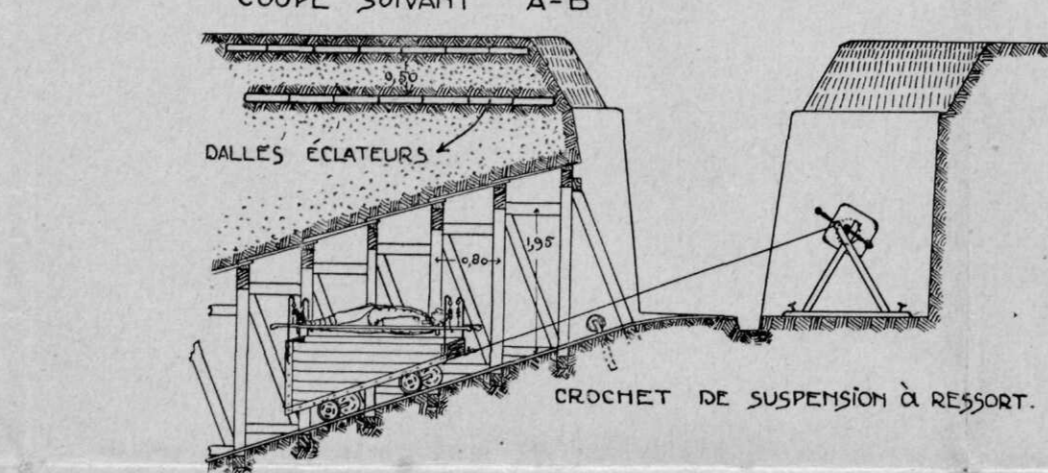 COUPE SUIVANT A-B
0,50
DALLES ÉCLATEURS
1,95
0,80
CROCHET DE SUSPENSION À RESSORT.